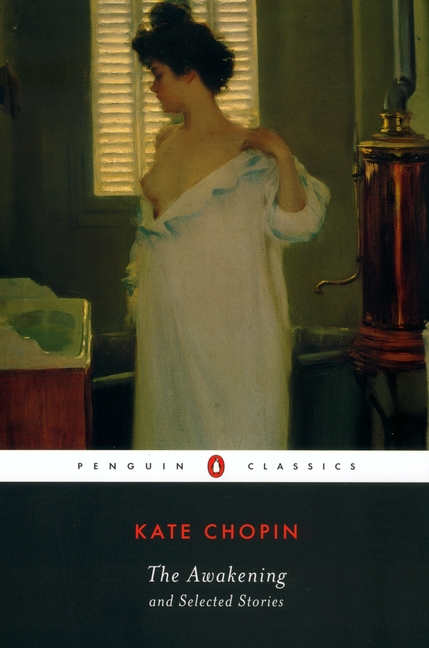 PENGUIN CLASSICS
KATE CHOPIN
The Awakening
and Selected Stories